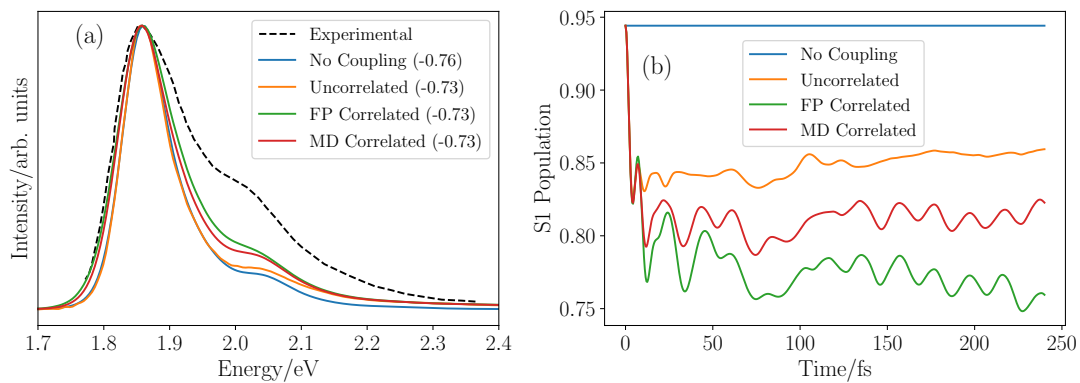 (a)
Experimental
No Coupling (-0.76)
Uncorrelated (-0.73)
FP Correlated (-0.73)
MD Correlated (-0.73)
Intensity/arb. units
1.7 1.8 1.9 2.0 2.1 2.2 2.3 2.4
Energy/eV
(b)
No Coupling
Uncorrelated
FP Correlated
MD Correlated
S1 Population
0.95
0.90
0.85
0.80
0.75
0 50 100 150 200 250
Time/fs